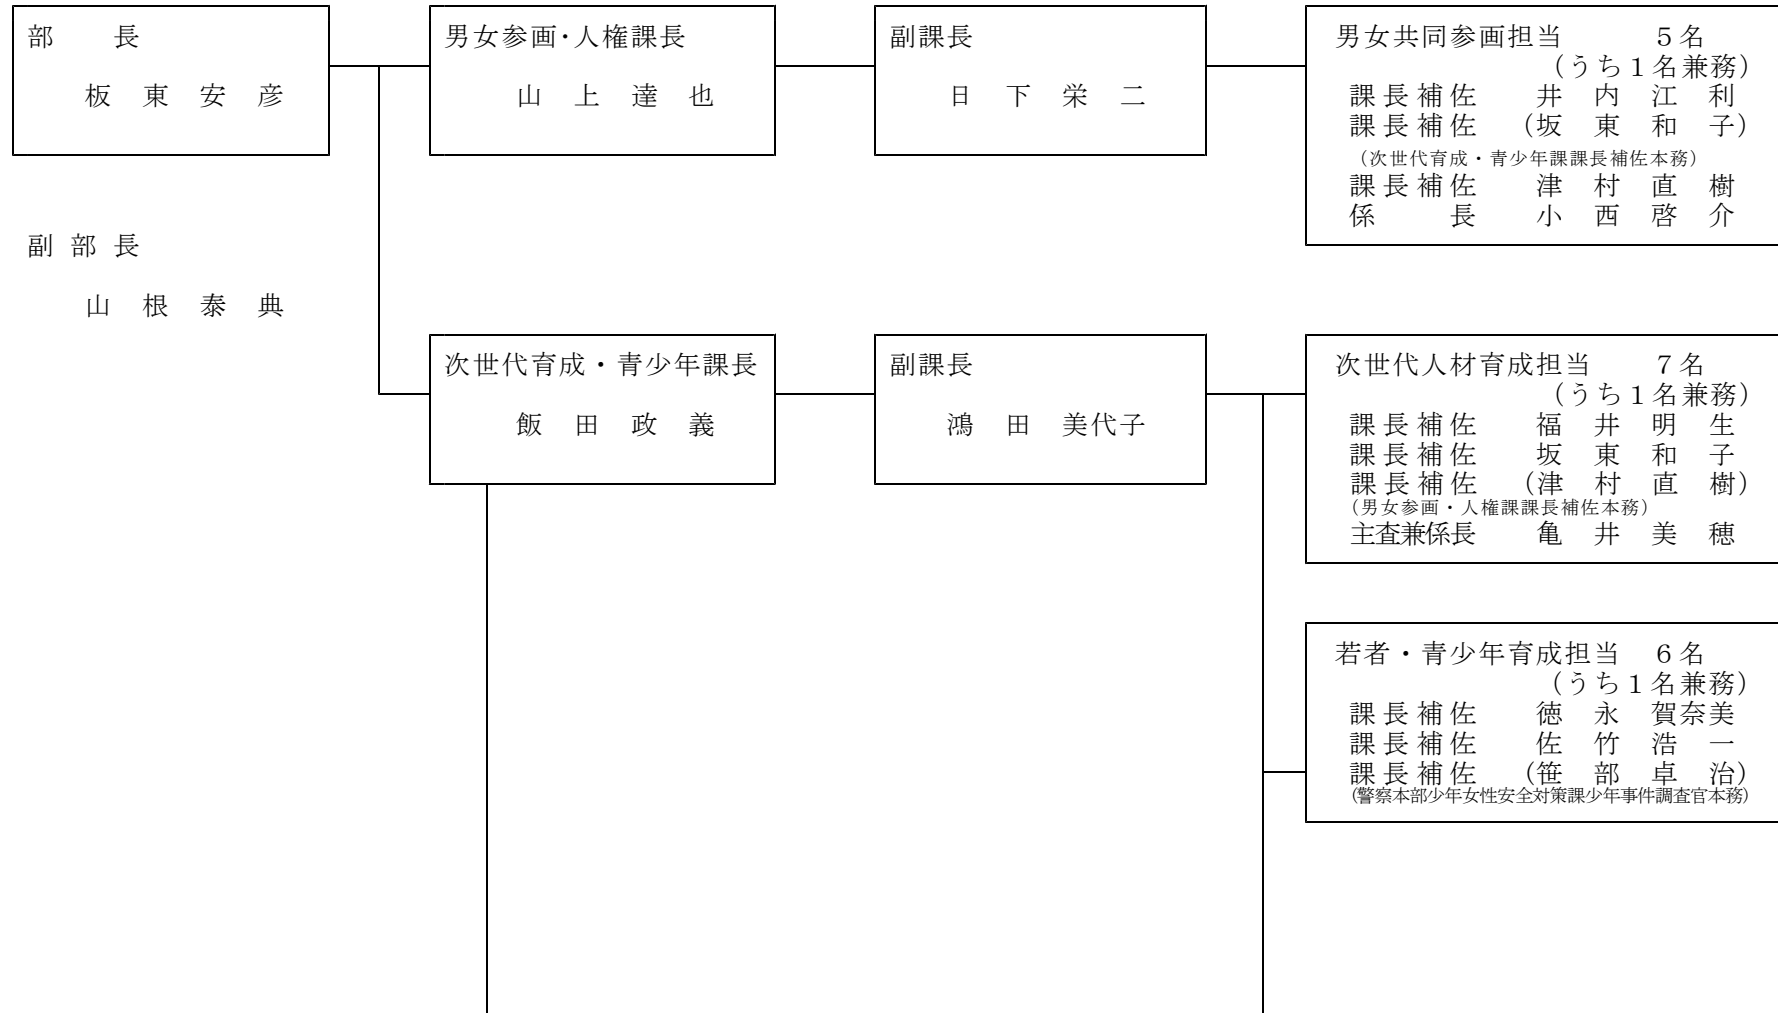 部　長
板東安彦
副部長
山根泰典
男女参画・人権課長
山上達也
副課長
日下栄二
男女共同参画担当　５名
（うち１名兼務）
課長補佐　井内江利
課長補佐　（坂東和子）
（次世代育成・青少年課課長補佐本務）
課長補佐　津村直樹
係長　小西啓介
次世代育成・青少年課長
飯田政義
副課長
鴻田美代子
次世代人材育成担当　７名
（うち１名兼務）
課長補佐　福井明生
課長補佐　坂東和子
課長補佐　（津村直樹）
（男女参画・人権課課長補佐本務）
主査兼係長　亀井美穂
若者・青少年育成担当　６名
（うち１名兼務）
課長補佐　徳永賀奈美
課長補佐　佐竹浩一
課長補佐　（笹部卓治）
（警察本部少年女性安全対策課少年事件調査官本務）